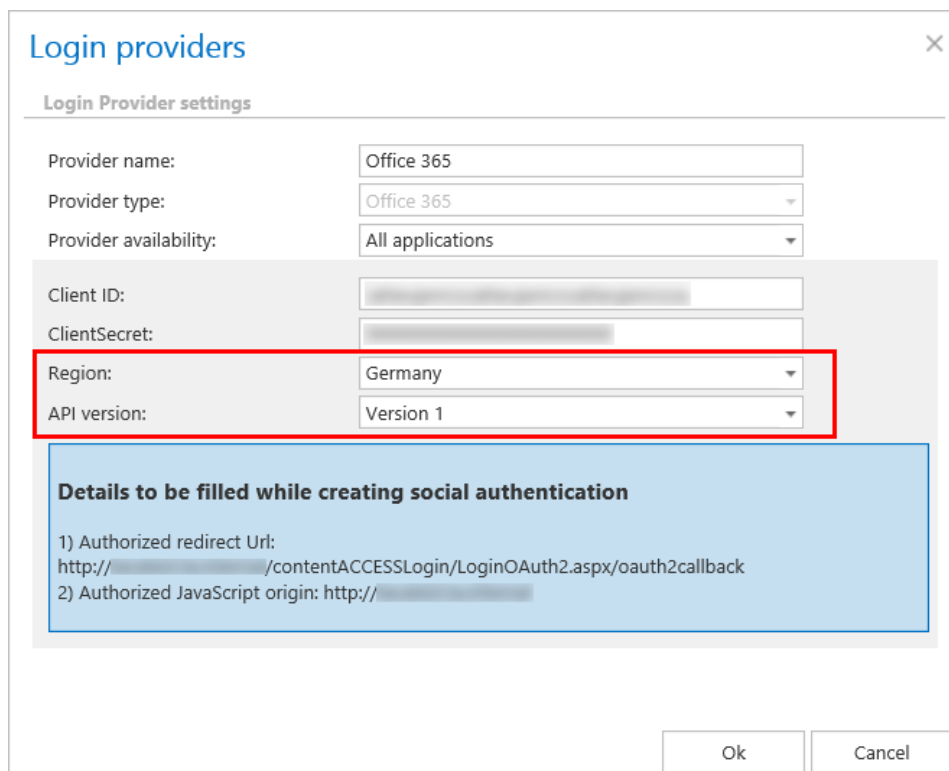 Login providers
Login Provider settings
Provider name: Office 365
Provider type: Office 365
Provider availability: All applications
Client ID:
ClientSecret:
Region: Germany
API version: Version 1
Details to be filled while creating social authentication
1) Authorized redirect Url:
http:// /contentACCESSLogin/LoginOAuth2.aspx/oauth2callback
2) Authorized JavaScript origin: http://
Ok Cancel